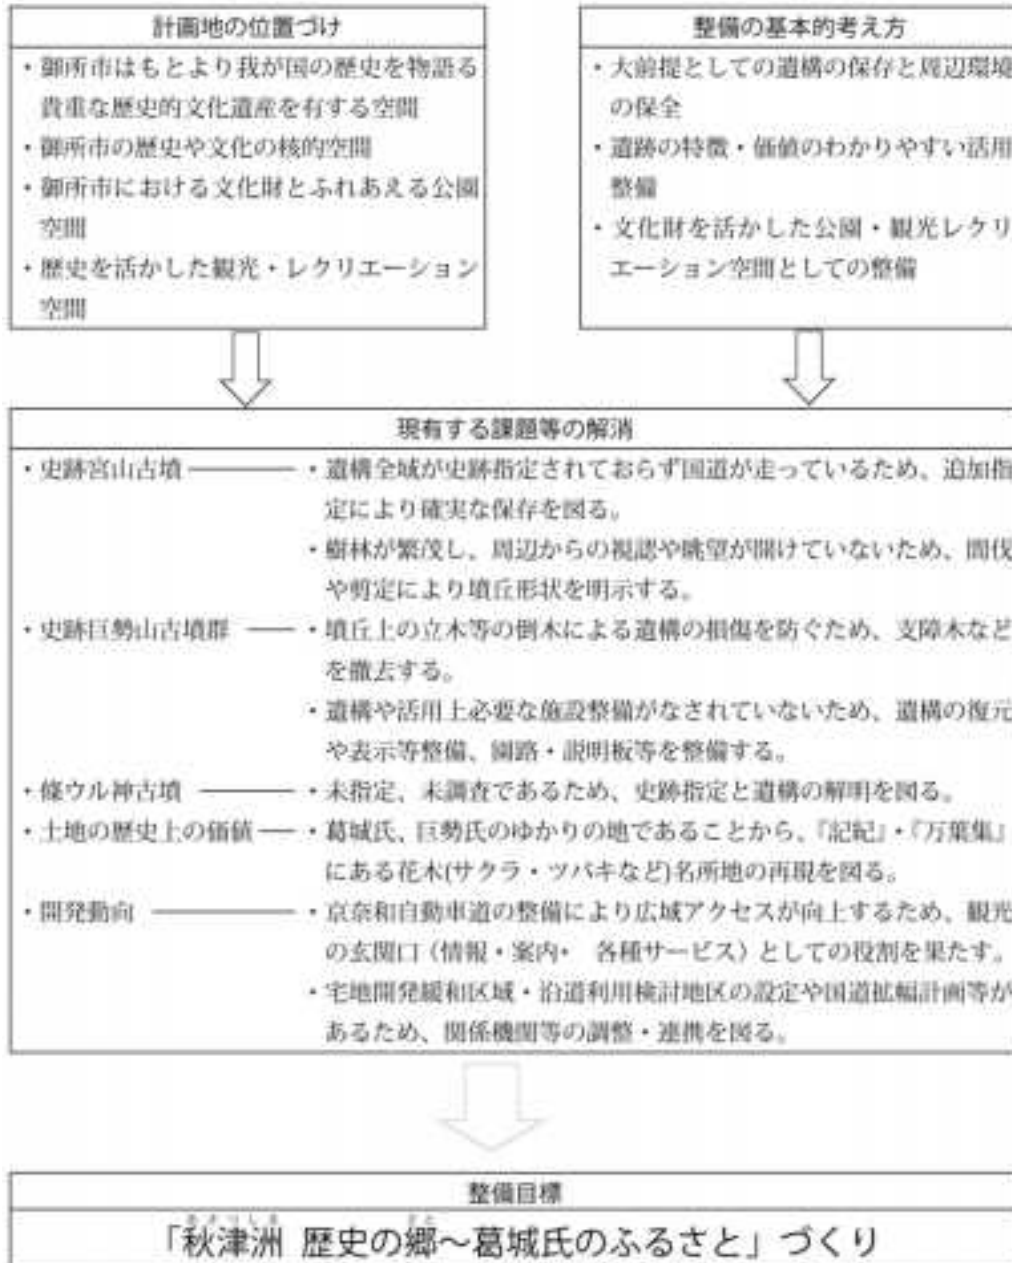 計画地の位置づけ
・御所市はもとより我が国の歴史を物語る
貴重な歴史的文化遺産を有する空間
・御所市の歴史や文化の核的空間
・御所市における文化財とふれあえる公園
空間
・歴史を活かした観光・レクリエーション
空間
整備の基本的考え方
・大前提としての遺構の保存と周辺環境
の保全
・遺跡の特徴・価値のわかりやすい活用
整備
・文化財を活かした公園・観光レクリ
エーション空間としての整備
現有する課題等の解消
・史跡宮山古墳 ・遺構全域が史跡指定されておらず国道が走っているため、追加指
定により確実な保存を図る。
・樹林が繁茂し、周辺からの視認や眺望が開けていないため、間伐
や剪定により墳丘形状を明示する。
・史跡巨勢山古墳群 ・墳丘上の立木等の倒木による遺構の損傷を防ぐため、支障木など
を撤去する。
・遺構や活用上必要な施設整備がなされていないため、遺構の復元
や表示等整備、園路・説明板等を整備する。
・條ウル神古墳 ・未指定、未調査であるため、史跡指定と遺構の解明を図る。
・土地の歴史上の価値 ・葛城氏、巨勢氏のゆかりの地であることから、『記紀』・『万葉集』
にある花木(サクラ・ツバキなど)名所地の再現を図る。
・開発動向 ・京奈和自動車道の整備により広域アクセスが向上するため、観光
の玄関口（情報・案内・ 各種サービス）としての役割を果たす。
・宅地開発緩和区域・沿道利用検討地区の設定や国道拡幅計画等が
あるため、関係機関等の調整・連携を図る。
整備目標
「秋津洲 歴史の郷～葛城氏のふるさと」づくり